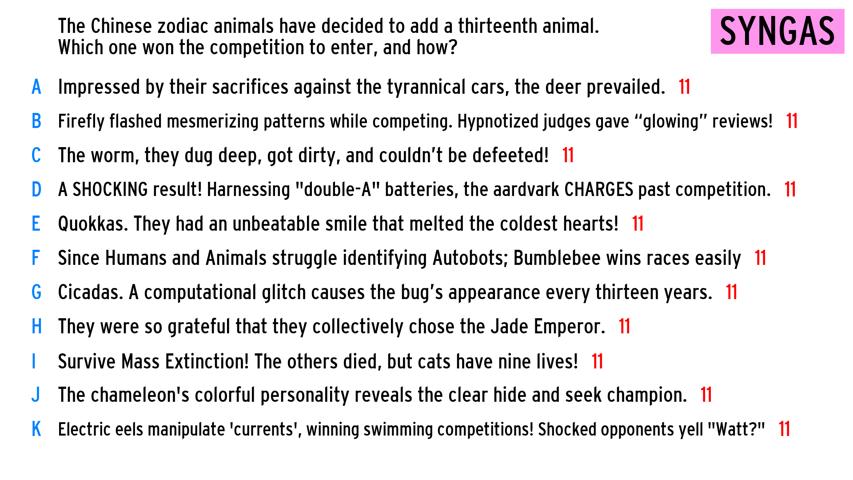 The Chinese zodiac animals have decided to add a thirteenth animal.
Which one won the competition to enter, and how?
SYNGAS
A Impressed by their sacrifices against the tyrannical cars, the deer prevailed. 11
B Firefly flashed mesmerizing patterns while competing. Hypnotized judges gave “glowing” reviews! 11
C The worm, they dug deep, got dirty, and couldn’t be defeeted! 11
D A SHOCKING result! Harnessing "double-A" batteries, the aardvark CHARGES past competition. 11
E Quokkas. They had an unbeatable smile that melted the coldest hearts! 11
F Since Humans and Animals struggle identifying Autobots; Bumblebee wins races easily 11
G Cicadas. A computational glitch causes the bug’s appearance every thirteen years. 11
H They were so grateful that they collectively chose the Jade Emperor. 11
I Survive Mass Extinction! The others died, but cats have nine lives! 11
J The chameleon's colorful personality reveals the clear hide and seek champion. 11
K Electric eels manipulate 'currents', winning swimming competitions! Shocked opponents yell "Watt?" 11